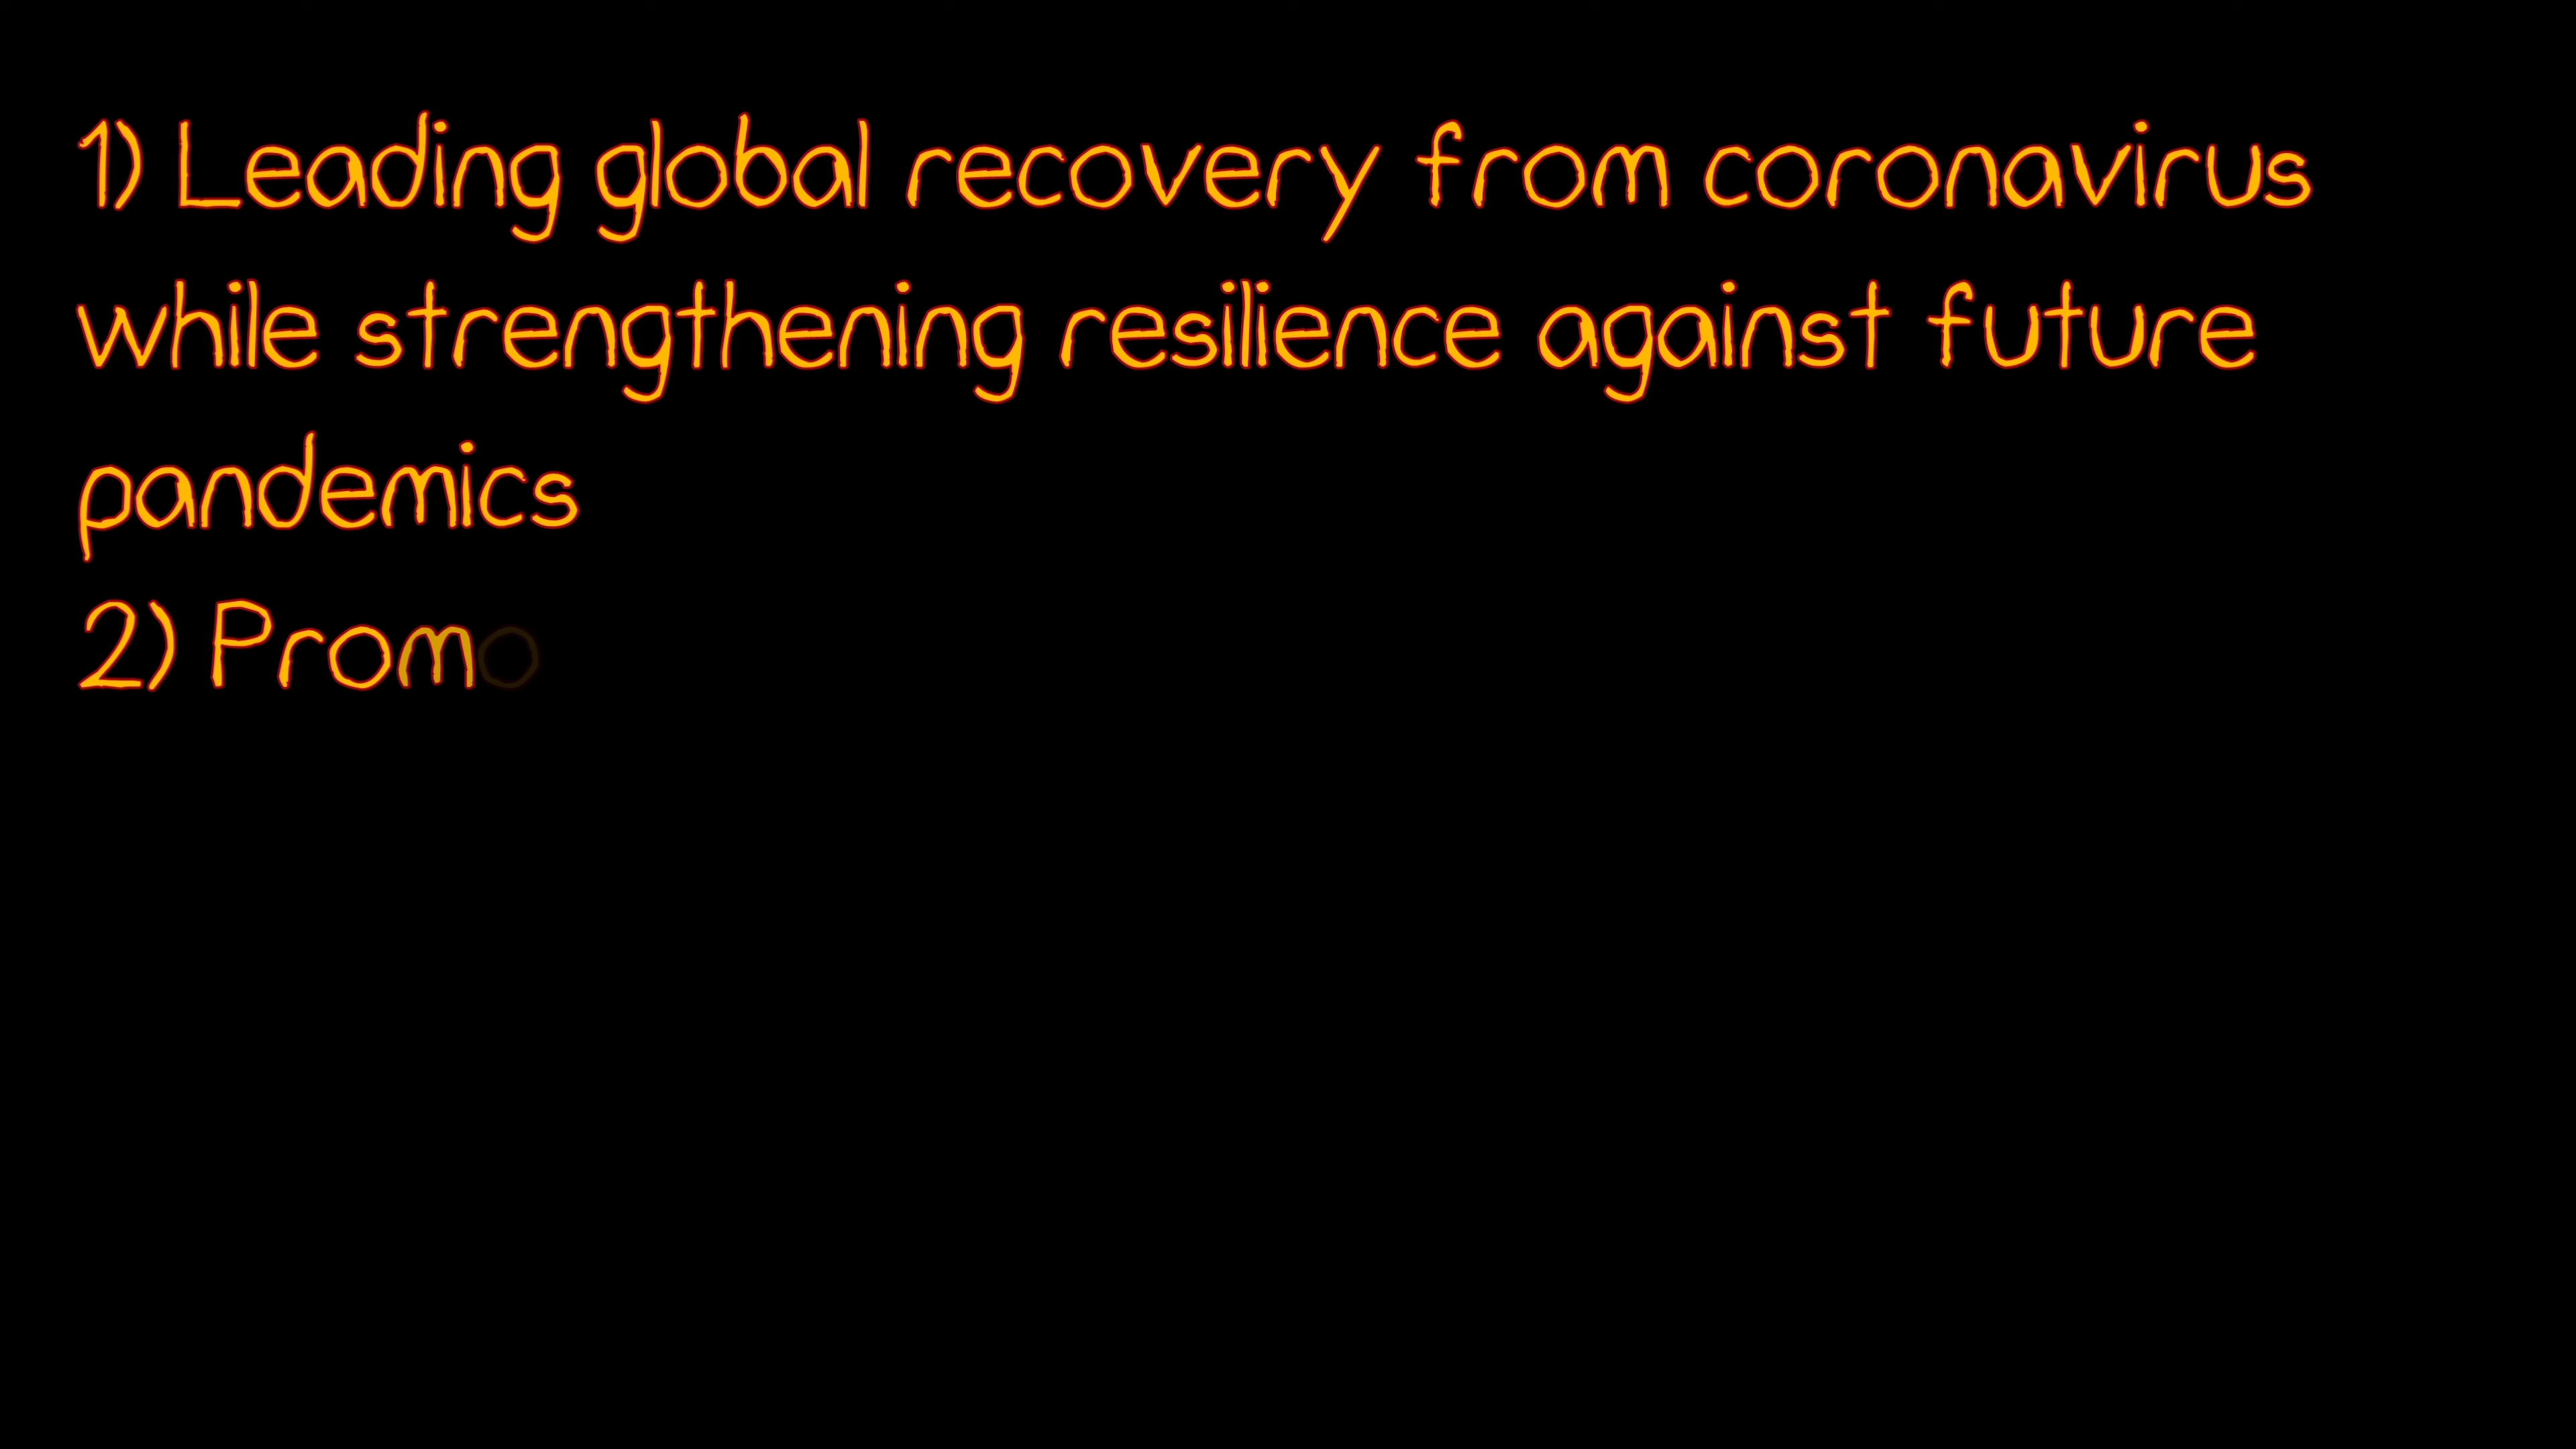 1) Leading global recovery from coronavirus
while strengthening resilience against future
pandemics
2) Promo